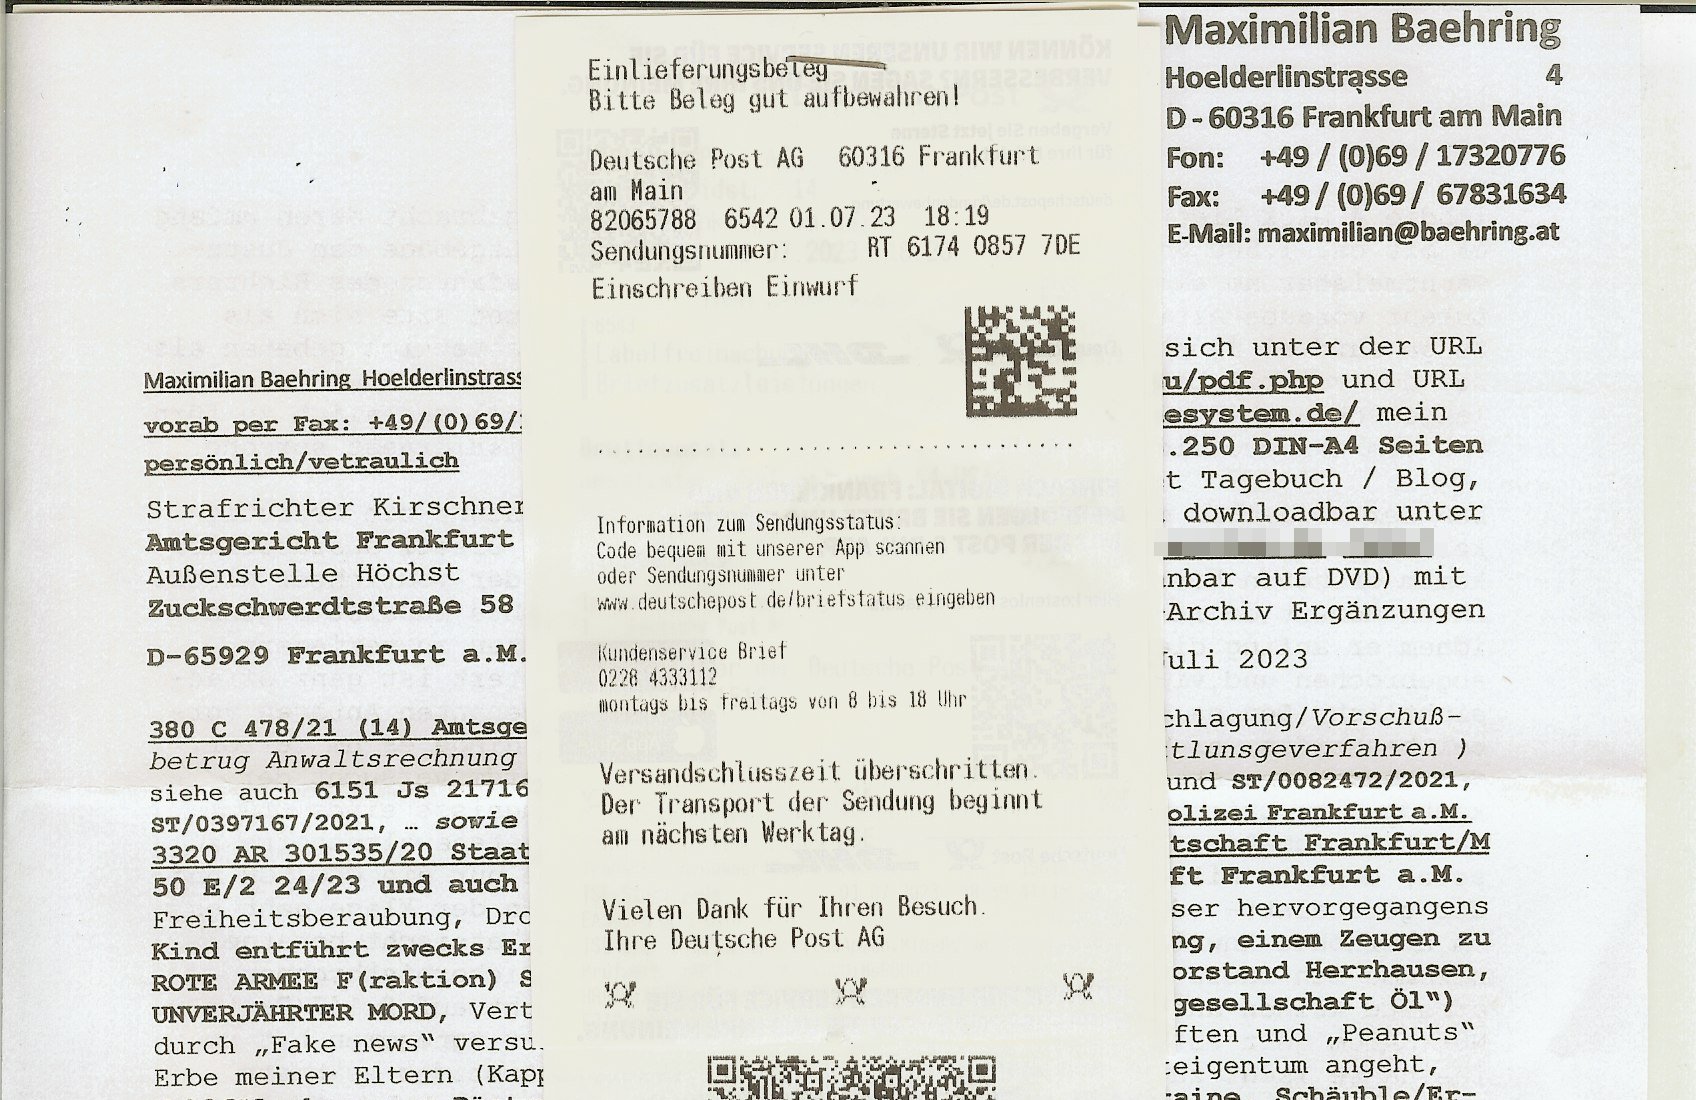 Maximilian Baehring
Hoelderlinstrasse 4
D - 60316 Frankfurt am Main
Fon: +49 / (0)69 / 17320776
Fax: +49 / (0)69 / 67831634
E-Mail: maximilian@baehring.at
Einlieferungsbeleg
Bitte Beleg gut aufbewahren!
Deutsche Post AG 60316 Frankfurt
am Main
82065788 6542 01.07.23 18:19
Sendungsnummer: RT 6174 0857 7DE
Einschreiben Einwurf
Information zum Sendungsstatus:
Code bequem mit unserer App scannen
oder Sendungsnummer unter
www.deutschepost.de/briefstatus eingeben
Kundenservice Brief
0228 4333112
montags bis freitags von 8 bis 18 Uhr
Versandschlusszeit überschritten.
Der Transport der Sendung beginnt
am nächsten Werktag.
Vielen Dank für Ihren Besuch.
Ihre Deutsche Post AG
Maximilian Baehring Hoelderlinstrass
vorab per Fax: +49/(0)69/
persönlich/vetraulich
Strafrichter Kirschner
Amtsgericht Frankfurt
Außenstelle Höchst
Zuckschwerdtstraße 58
D-65929 Frankfurt a.M.
380 C 478/21 (14) Amtsge
betrug Anwaltsrechnung
siehe auch 6151 Js 21716
ST/0397167/2021, … sowie
3320 AR 301535/20 Staat
50 E/2 24/23 und auch
Freiheitsberaubung, Dro
Kind entführt zwecks Er
ROTE ARMEE F(raktion) S
UNVERJÄHRTER MORD, Vert
durch „Fake news“ versu
Erbe meiner Eltern (Kapp
sich unter der URL
u/pdf.php und URL
esystem.de/ mein
.250 DIN-A4 Seiten
t Tagebuch / Blog,
downloadbar unter
nbar auf DVD) mit
-Archiv Ergänzungen
Juli 2023
chlagung/Vorschuß-
tlunsgeverfahren )
und ST/0082472/2021,
olizei Frankfurt a.M.
tschaft Frankfurt/M
ft Frankfurt a.M.
ser hervorgegangens
ng, einem Zeugen zu
orstand Herrhausen,
gesellschaft Öl“)
ften und „Peanuts“
teigentum angeht,
raine, Schäuble/Er-